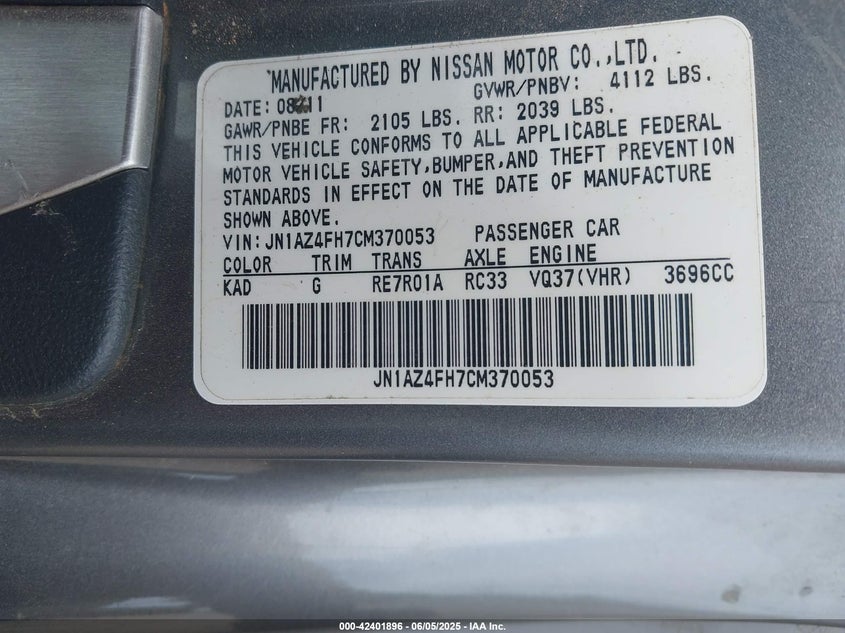 MANUFACTURED BY NISSAN MOTOR CO.,LTD.
DATE: 08/11 GVWR/PNBV: 4112 LBS.
GAWR/PNBE FR: 2105 LBS. RR: 2039 LBS.
THIS VEHICLE CONFORMS TO ALL APPLICABLE FEDERAL
MOTOR VEHICLE SAFETY,BUMPER,AND THEFT PREVENTION
STANDARDS IN EFFECT ON THE DATE OF MANUFACTURE
SHOWN ABOVE.
VIN:JN1AZ4FH7CM370053 PASSENGER CAR
COLOR TRIM TRANS AXLE ENGINE
KAD G RE7R01A RC33 VQ37(VHR) 3696CC
JN1AZ4FH7CM370053
000-42401896 - 06/05/2025 - IAA Inc.